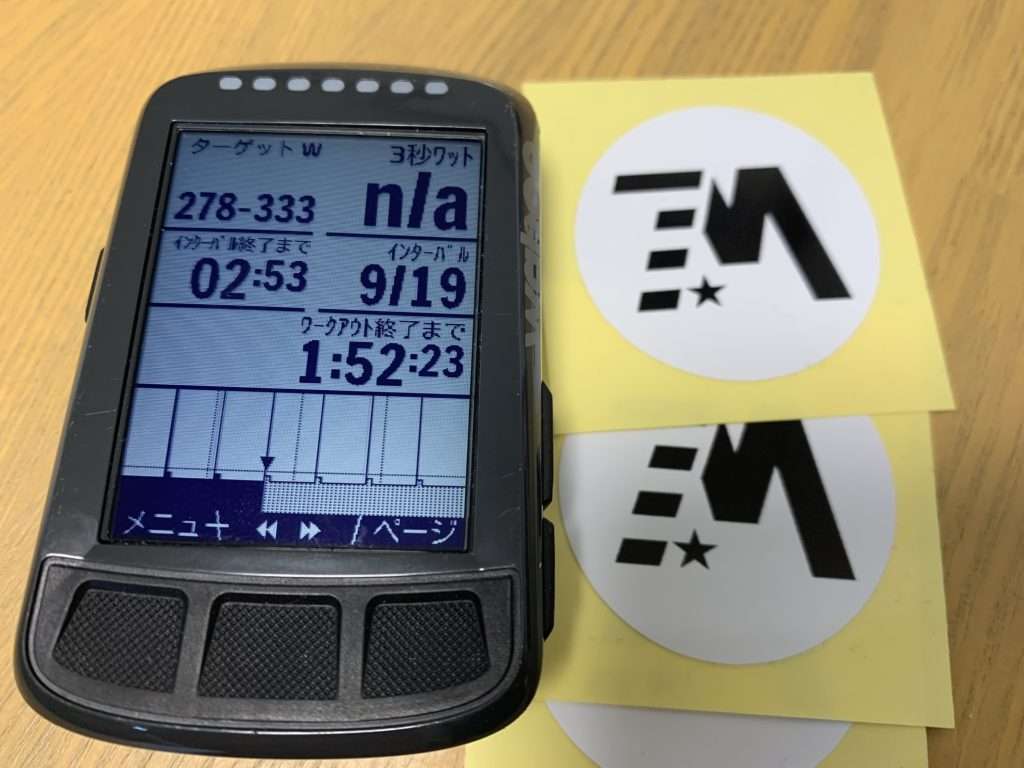 ターゲット W
3秒ワット
278-333
n/a
インターバル終了まで
インターバル
02:53
9/19
ワークアウト終了まで
1:52:23
メニュー
ページ
wahoo